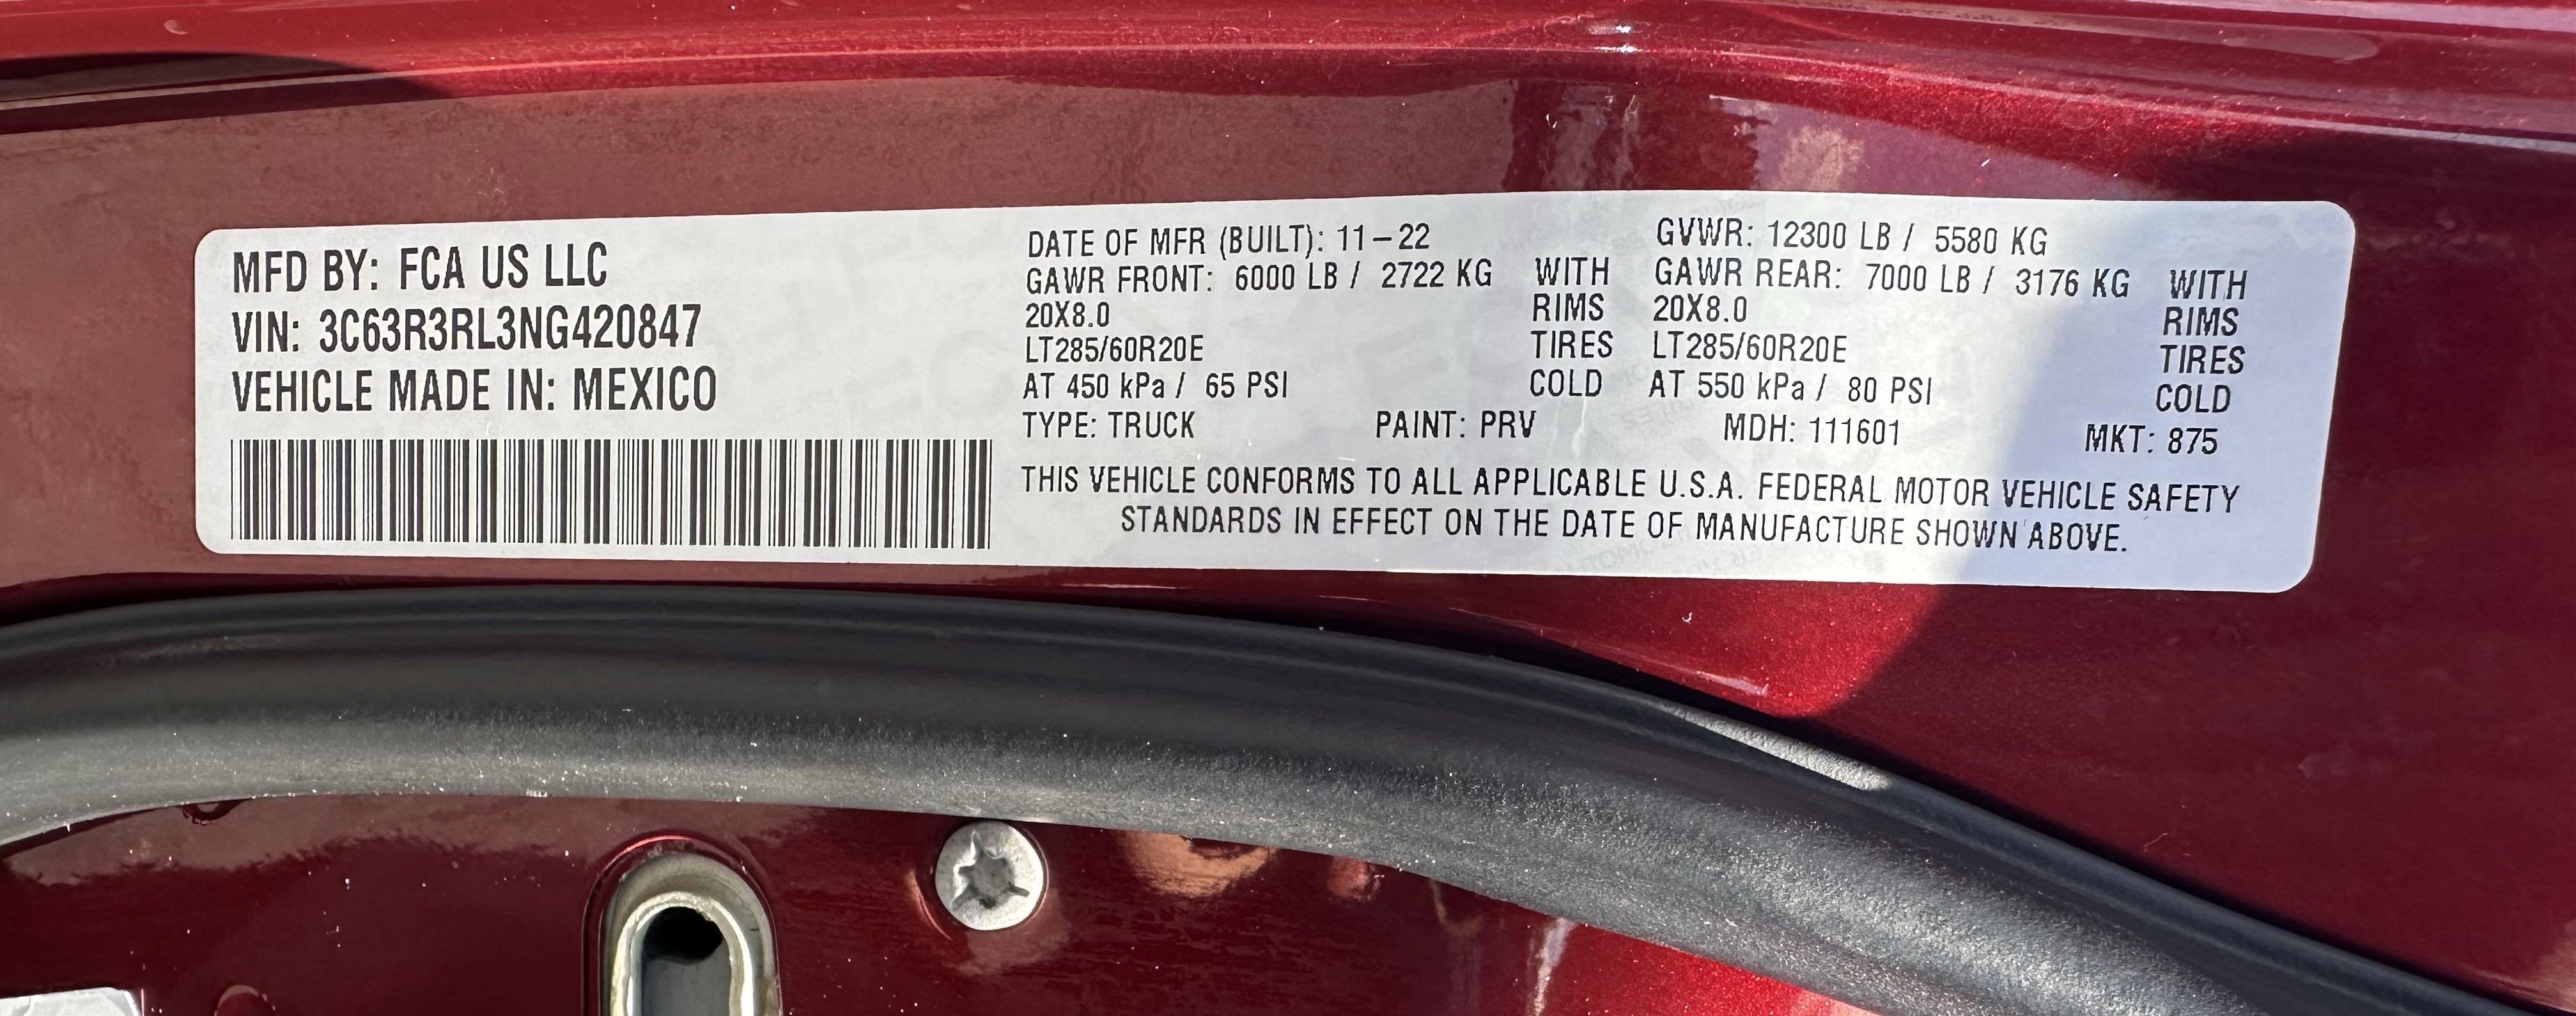 MFD BY: FCA US LLC
VIN: 3C63R3RL3NG420847
VEHICLE MADE IN: MEXICO
DATE OF MFR (BUILT): 11-22
GAWR FRONT: 6000 LB / 2722 KG WITH
20X8.0 RIMS
LT285/60R20E TIRES
AT 450 kPa / 65 PSI COLD
GVWR: 12300 LB / 5580 KG
GAWR REAR: 7000 LB / 3176 KG WITH
20X8.0 RIMS
LT285/60R20E TIRES
AT 550 kPa / 80 PSI COLD
TYPE: TRUCK PAINT: PRV MDH: 111601 MKT: 875
THIS VEHICLE CONFORMS TO ALL APPLICABLE U.S.A. FEDERAL MOTOR VEHICLE SAFETY
STANDARDS IN EFFECT ON THE DATE OF MANUFACTURE SHOWN ABOVE.